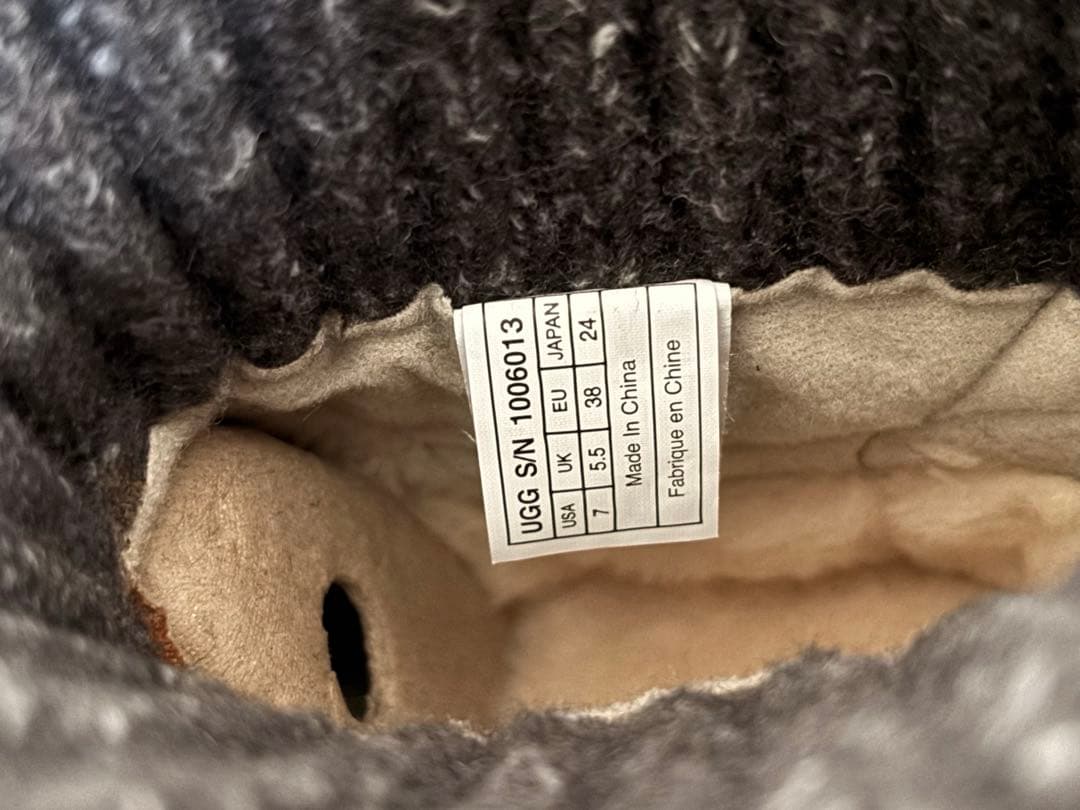 UGG S/N 1006013
USA UK EU JAPAN
7 5.5 38 24
Made In China
Fabrique en Chine